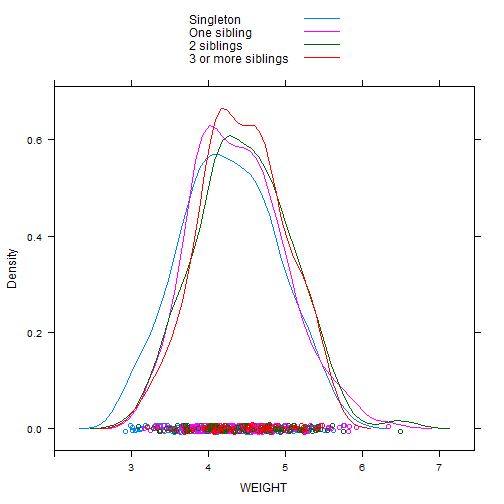 Singleton
One sibling
2 siblings
3 or more siblings
0.6
0.4
0.2
0.0
Density
3 4 5 6 7
WEIGHT